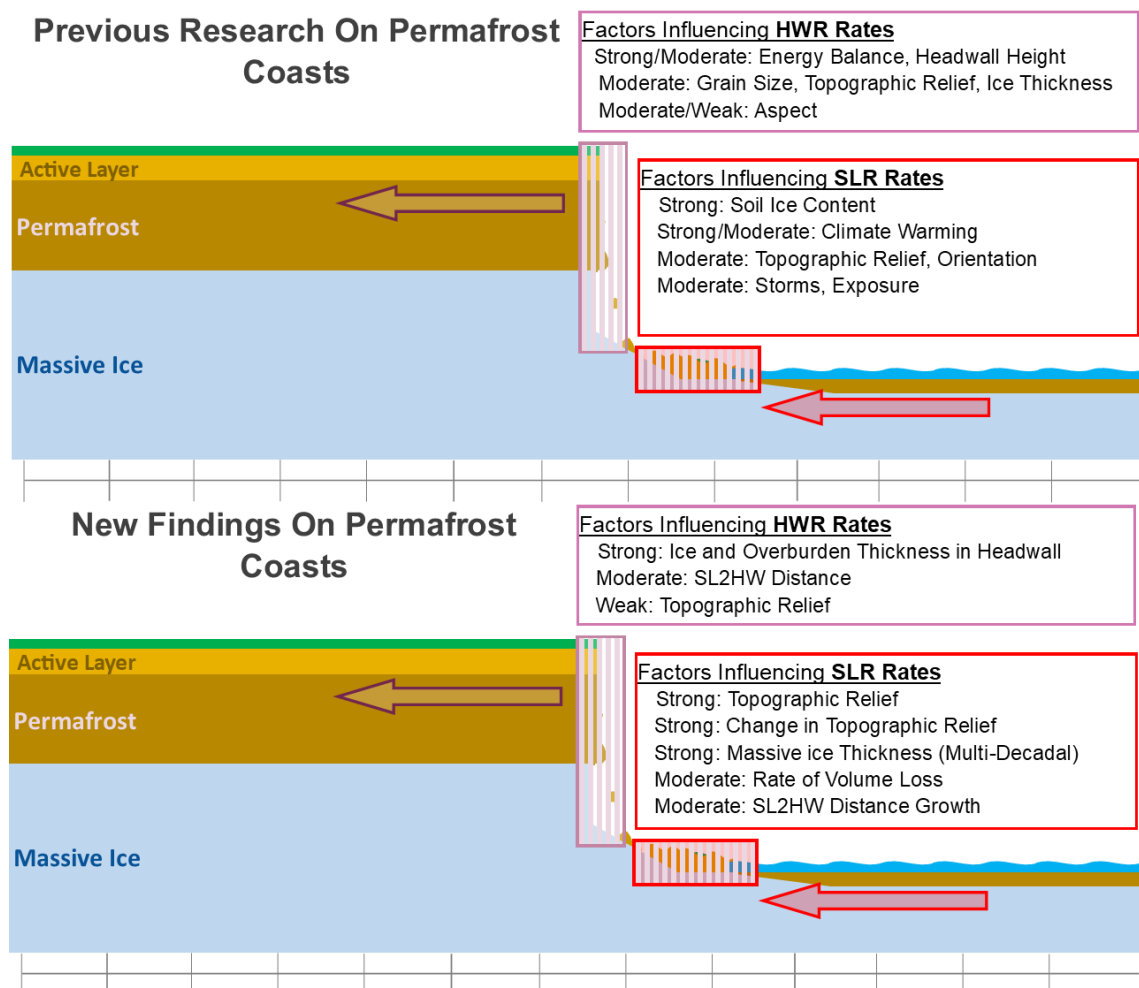 Previous Research On Permafrost
Coasts
Factors Influencing HWR Rates
Strong/Moderate: Energy Balance, Headwall Height
Moderate: Grain Size, Topographic Relief, Ice Thickness
Moderate/Weak: Aspect
Active Layer
Permafrost
Massive Ice
Factors Influencing SLR Rates
Strong: Soil Ice Content
Strong/Moderate: Climate Warming
Moderate: Topographic Relief, Orientation
Moderate: Storms, Exposure
New Findings On Permafrost
Coasts
Factors Influencing HWR Rates
Strong: Ice and Overburden Thickness in Headwall
Moderate: SL2HW Distance
Weak: Topographic Relief
Active Layer
Permafrost
Massive Ice
Factors Influencing SLR Rates
Strong: Topographic Relief
Strong: Change in Topographic Relief
Strong: Massive ice Thickness (Multi-Decadal)
Moderate: Rate of Volume Loss
Moderate: SL2HW Distance Growth